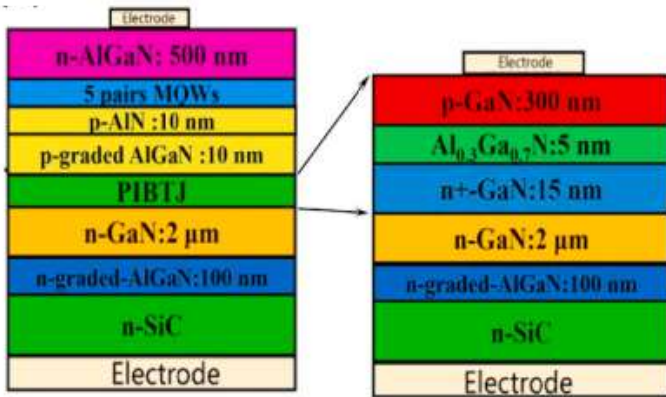 Electrode
n-AlGaN: 500 nm
5 pairs MQWs
p-AlN :10 nm
p-graded AlGaN :10 nm
PIBTJ
n-GaN:2 μm
n-graded-AlGaN:100 nm
n-SiC
Electrode
Electrode
p-GaN:300 nm
Al0.3Ga0.7N:5 nm
n+-GaN:15 nm
n-GaN:2 μm
n-graded-AlGaN:100 nm
n-SiC
Electrode